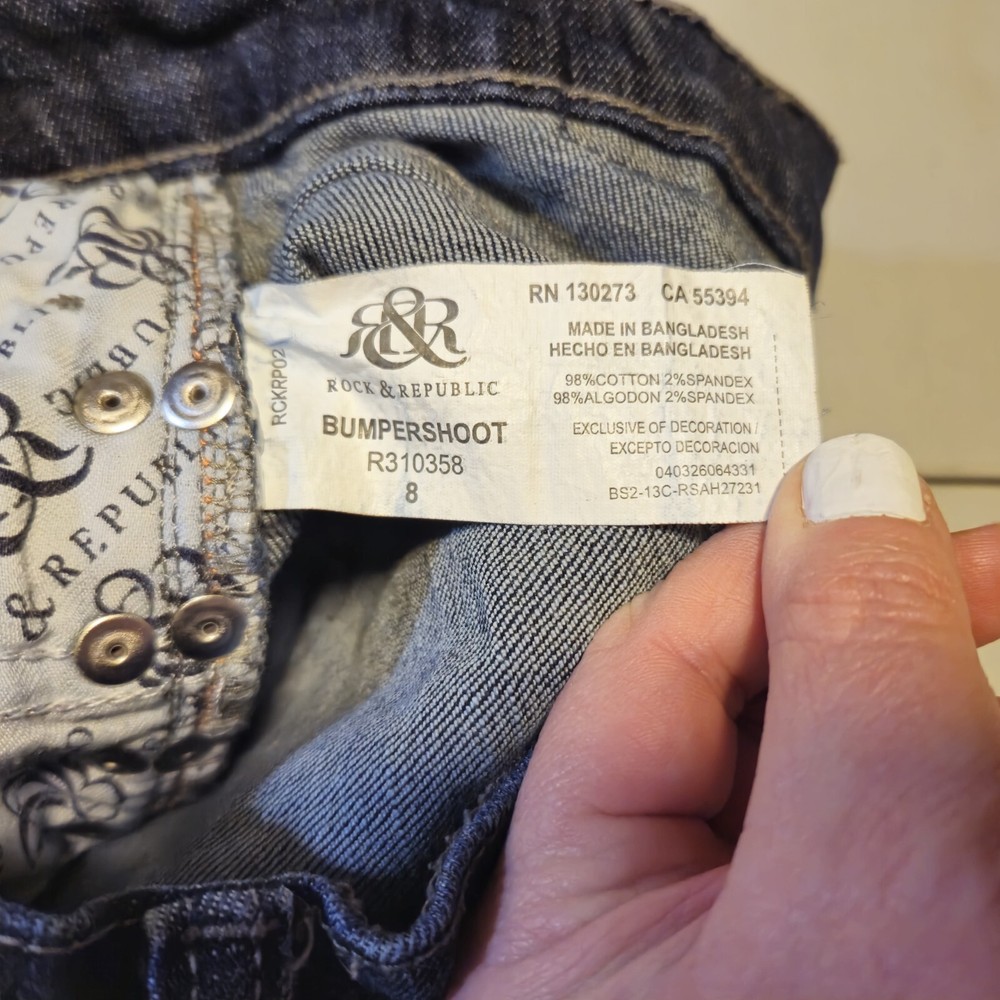 R&R
ROCK & REPUBLIC
BUMPERSHOOT
R310358
8
RCKRP02
RN 130273 CA 55394
MADE IN BANGLADESH
HECHO EN BANGLADESH
98%COTTON 2%SPANDEX
98%ALGODON 2%SPANDEX
EXCLUSIVE OF DECORATION /
EXCEPTO DECORACION
040326064331
BS2-13C-RSAH27231
& REPUBLI